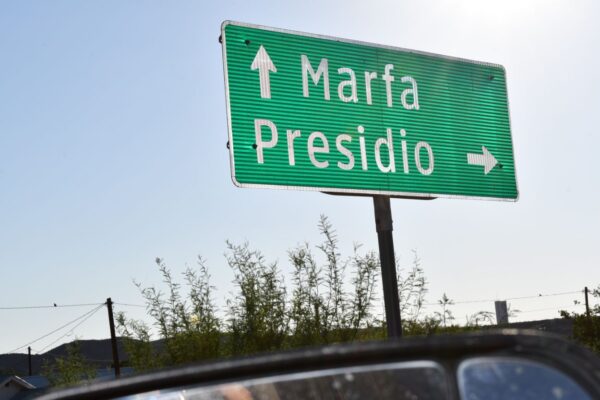 ↑ Marfa
Presidio →